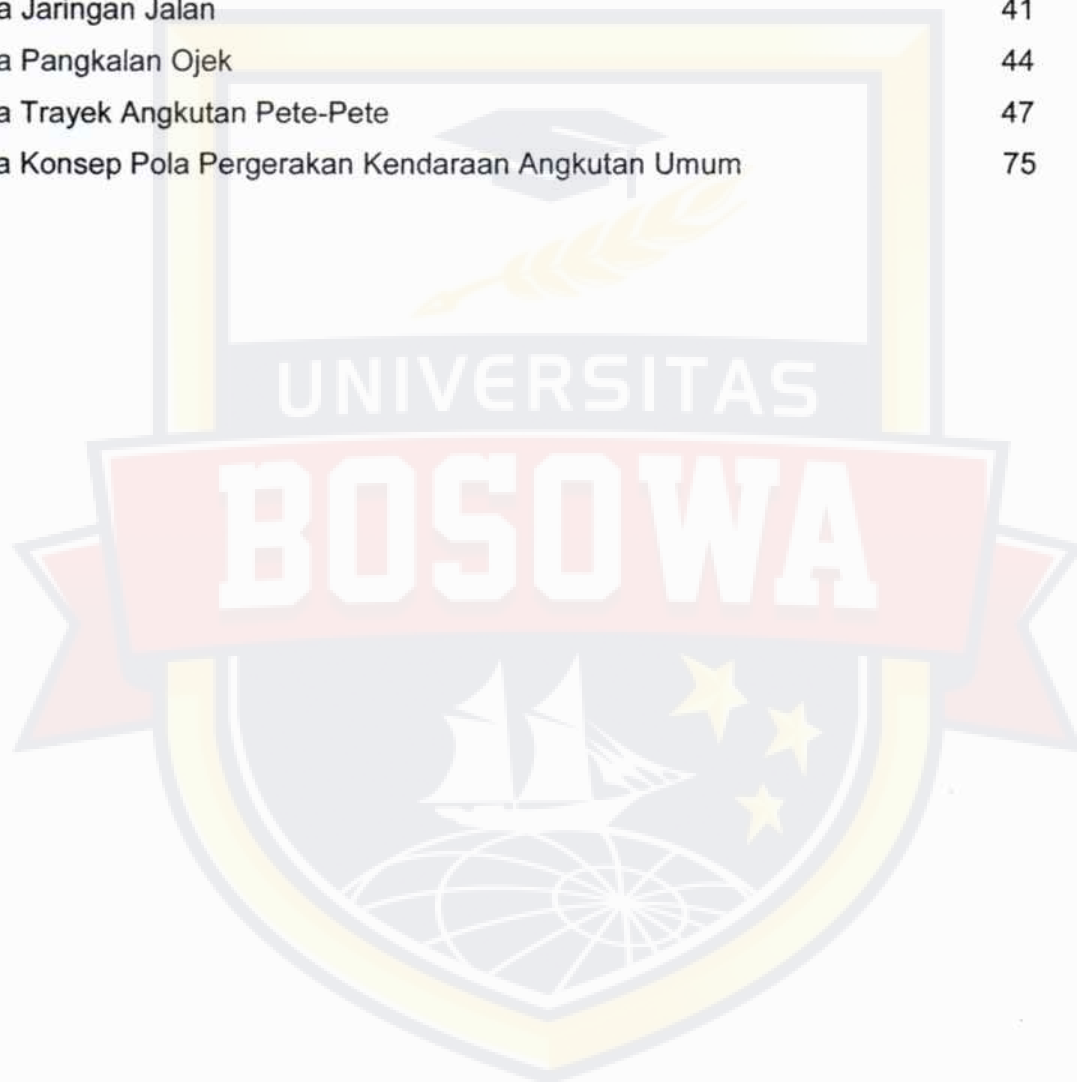 a Jaringan Jalan 41
a Pangkalan Ojek 44
a Trayek Angkutan Pete-Pete 47
a Konsep Pola Pergerakan Kendaraan Angkutan Umum 75
UNIVERSITAS
BOSOWA